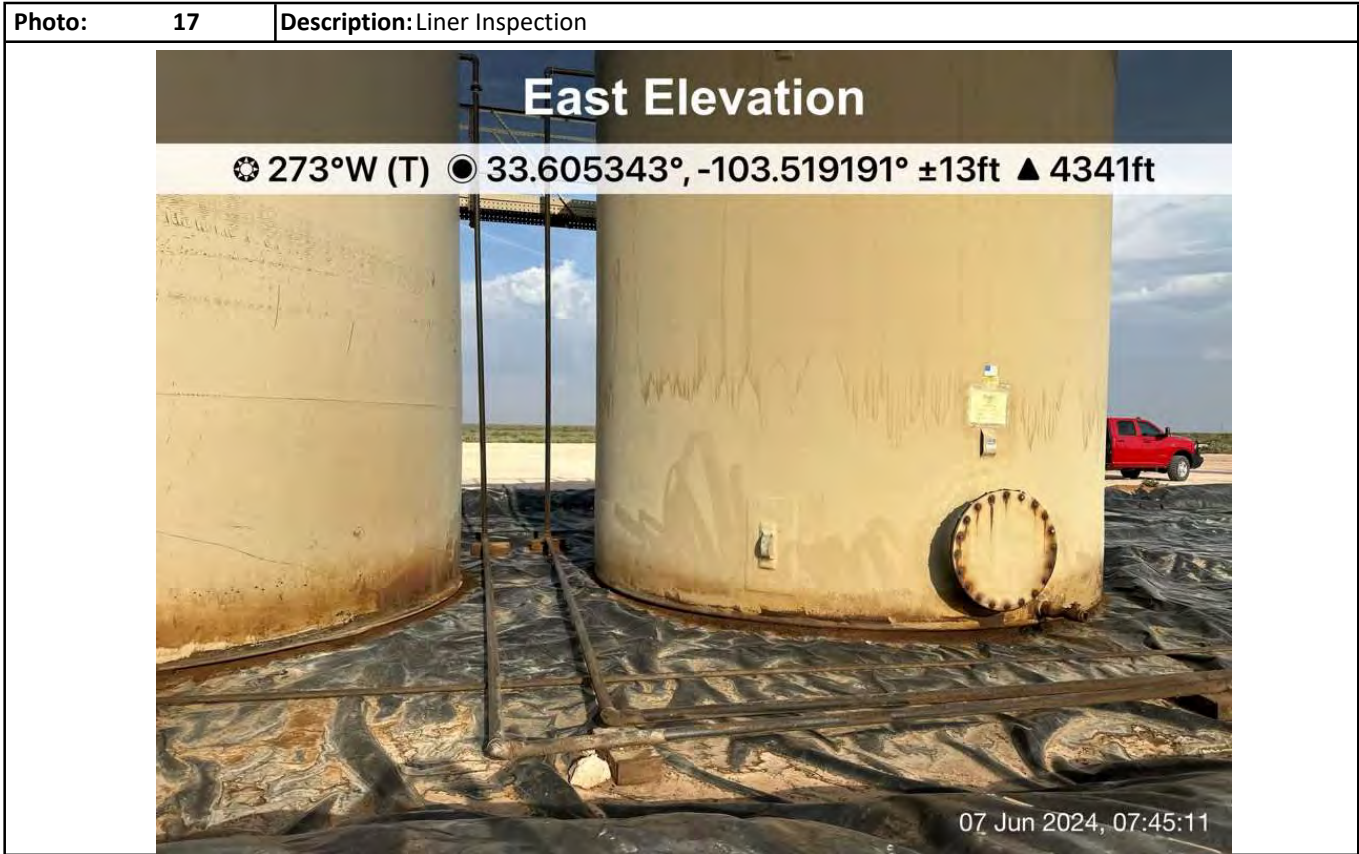 Photo: 17 Description: Liner Inspection
East Elevation
273°W (T) 33.605343°, -103.519191° ±13ft ▲ 4341ft
07 Jun 2024, 07:45:11